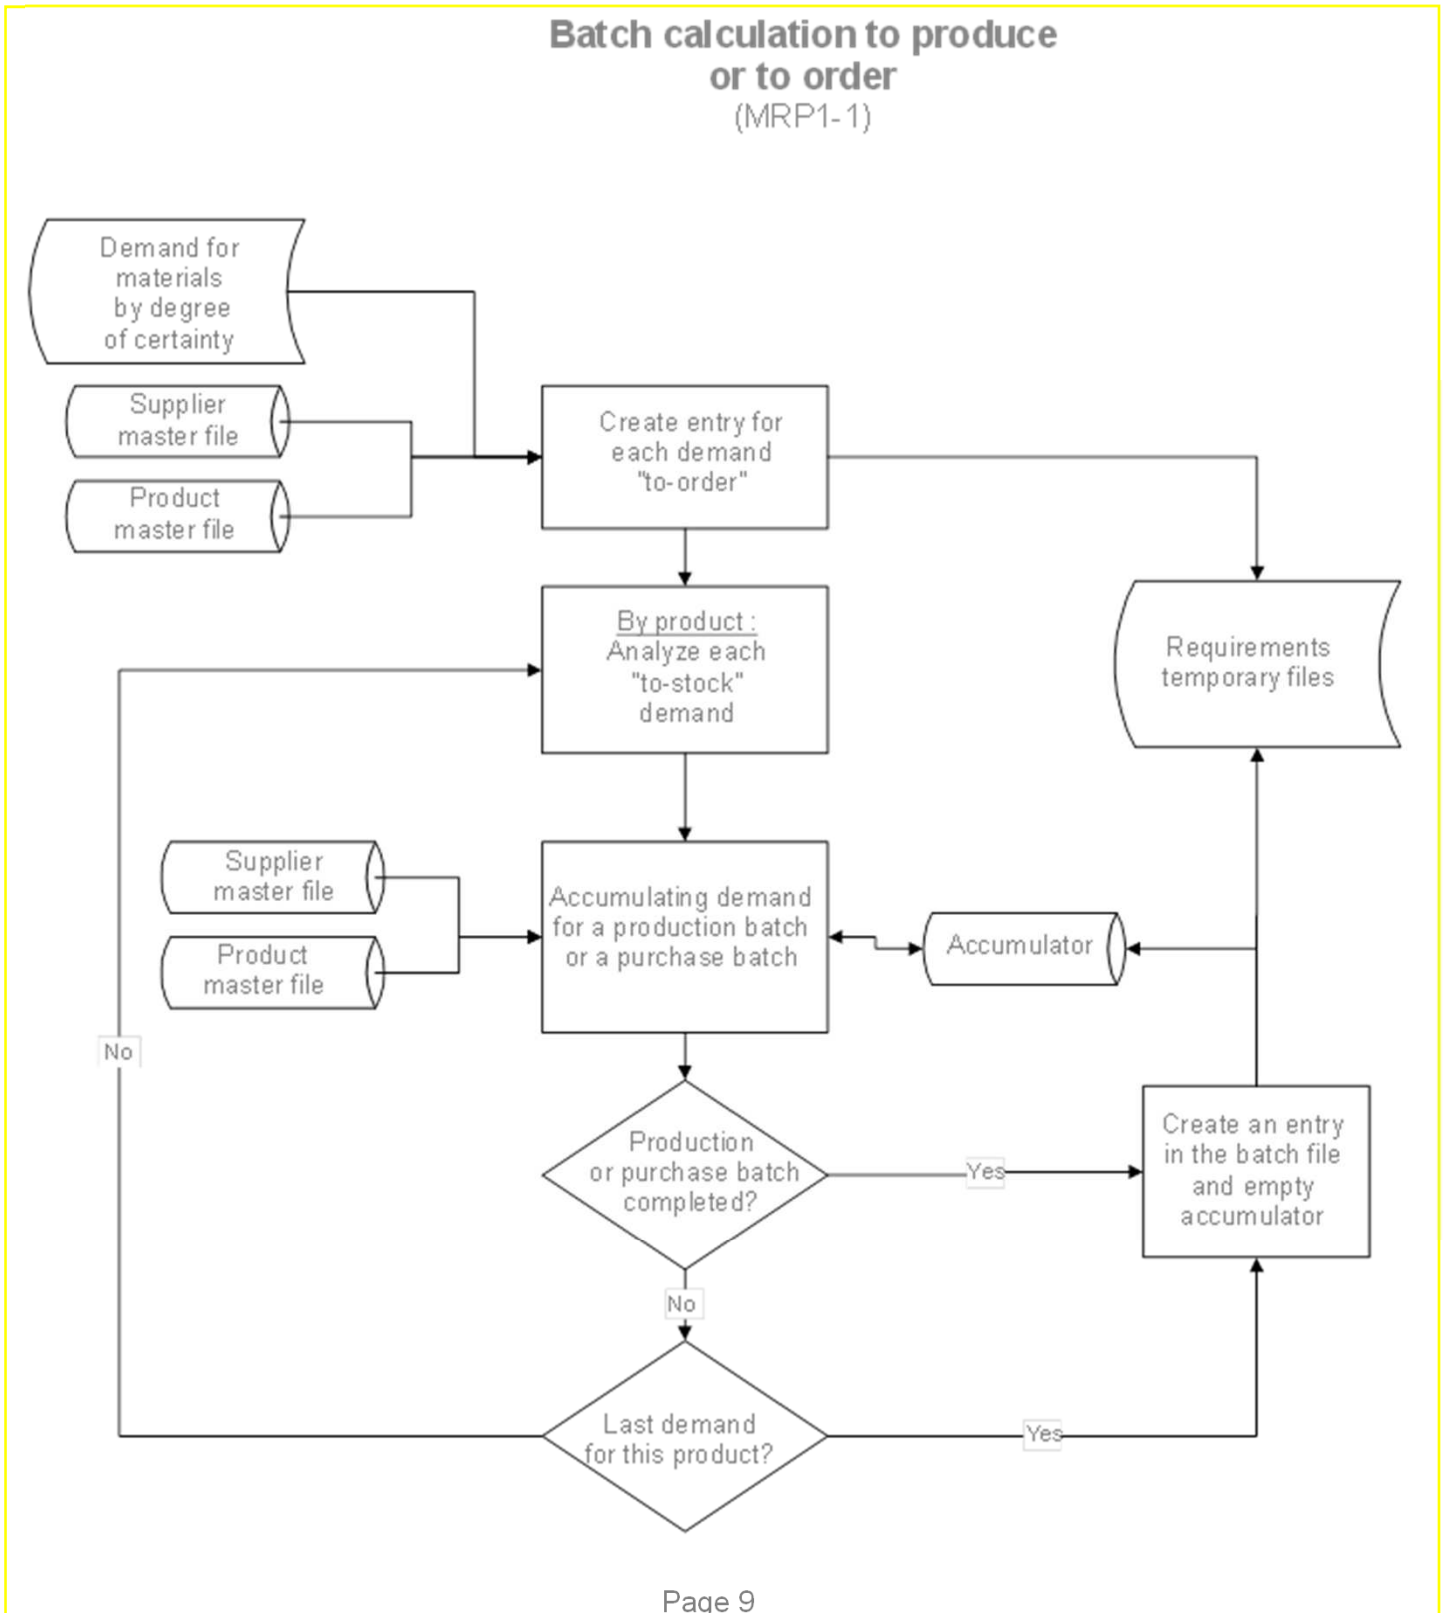 Batch calculation to produce
or to order
(MRP1-1)
Demand for
materials
by degree
of certainty
Supplier
master file
Product
master file
Create entry for
each demand
"to-order"
By product :
Analyze each
"to-stock"
demand
Requirements
temporary files
Supplier
master file
Product
master file
Accumulating demand
for a production batch
or a purchase batch
Accumulator
No
Production
or purchase batch
completed?
Yes
Create an entry
in the batch file
and empty
accumulator
No
Last demand
for this product?
Yes
Page 9